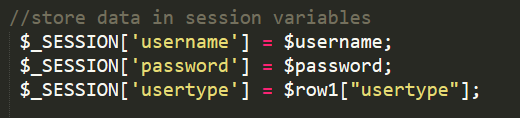 //store data in session variables
$_SESSION['username'] = $username;
$_SESSION['password'] = $password;
$_SESSION['usertype'] = $row1["usertype"];